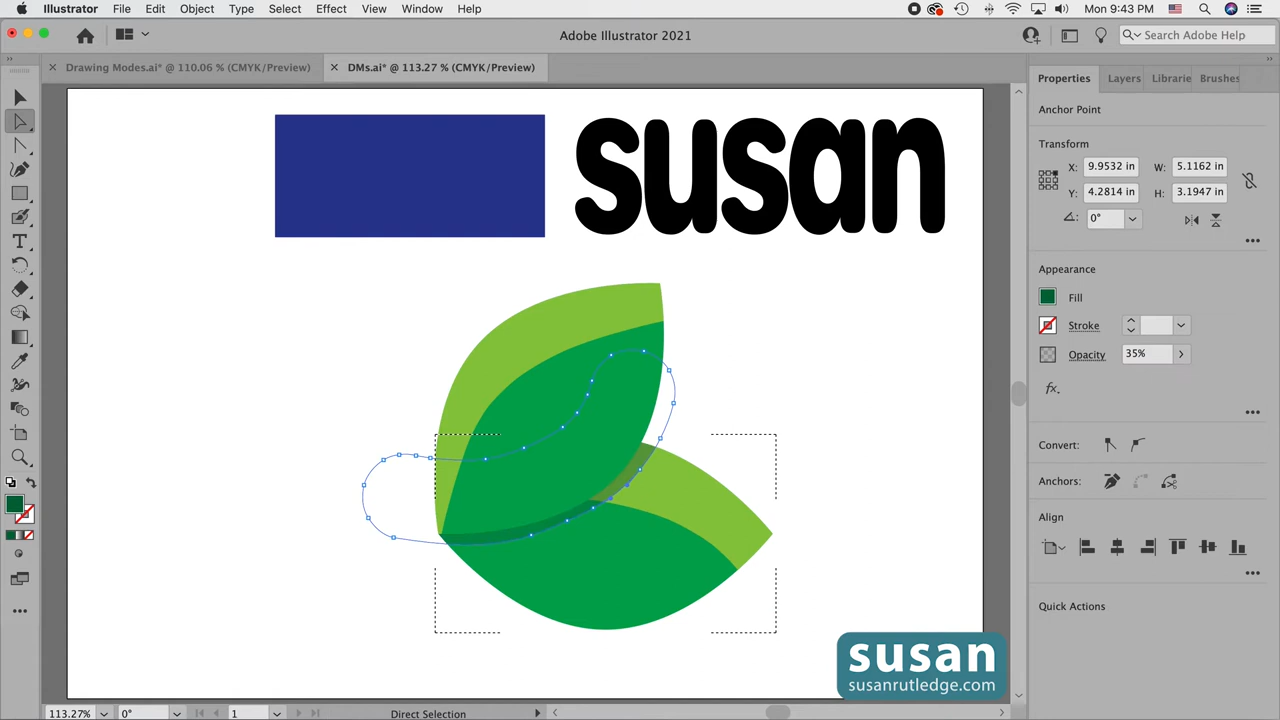 Illustrator File Edit Object Type Select Effect View Window Help Mon 9:43 PM
Adobe Illustrator 2021 Search Adobe Help
Drawing Modes.ai* @ 110.06 % (CMYK/Preview) DMs.ai* @ 113.27 % (CMYK/Preview)
Properties Layers Librarie Brushes
Anchor Point
susan
Transform
X: 9.9532 in W: 5.1162 in
Y: 4.2814 in H: 3.1947 in
0°
Appearance
Fill
Stroke
Opacity 35%
fx.
Convert:
Anchors:
Align
Quick Actions
susan
susanrutledge.com
113.27% 0° 1 Direct Selection